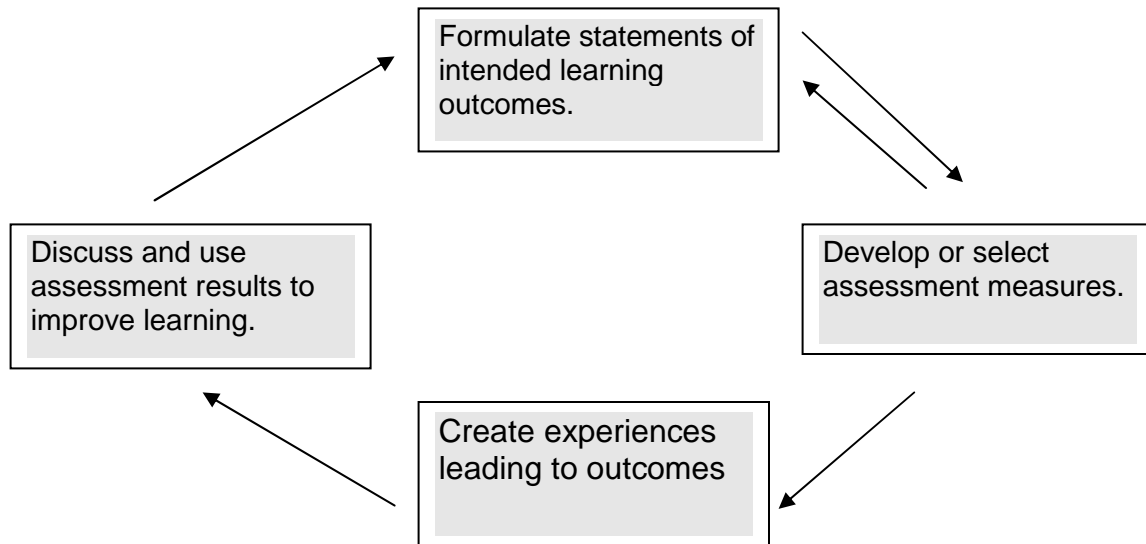 Formulate statements of
intended learning
outcomes.
Discuss and use
assessment results to
improve learning.
Develop or select
assessment measures.
Create experiences
leading to outcomes